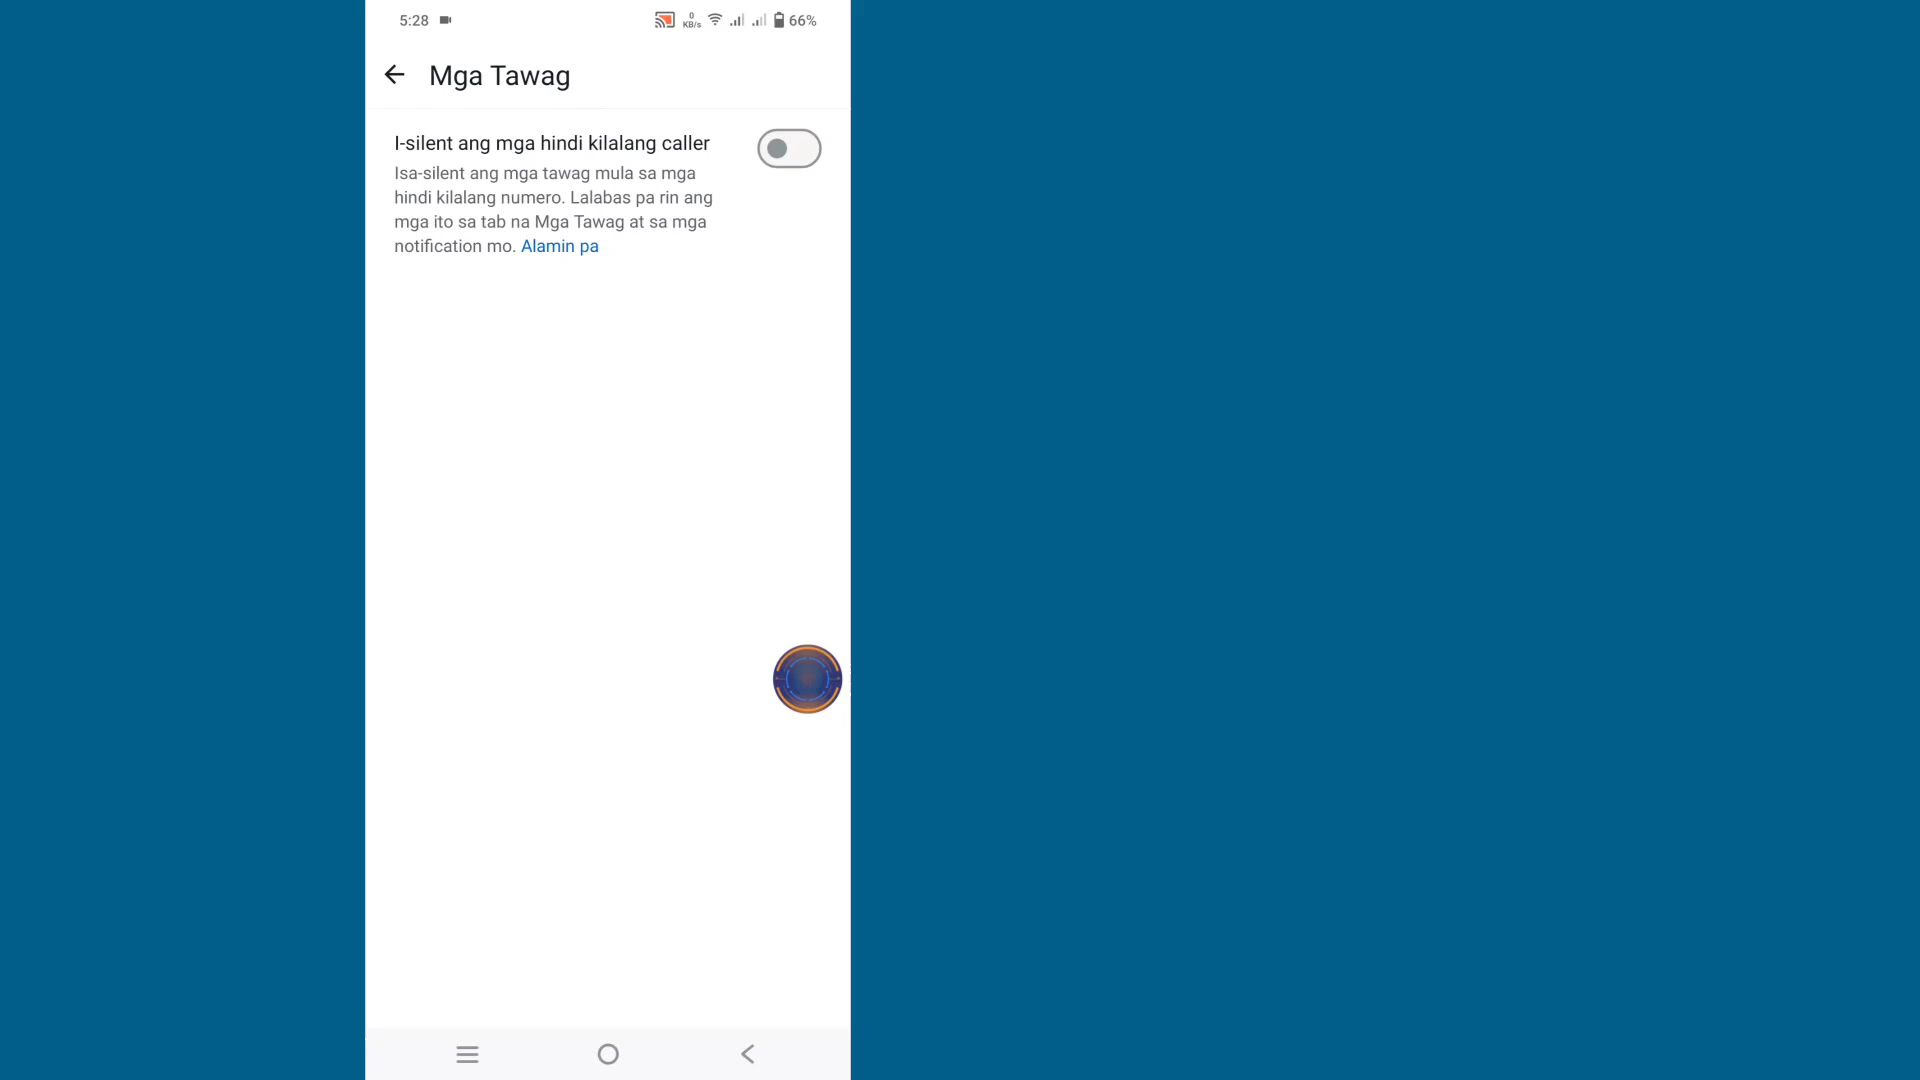 5:28
0
KB/s
66%
Mga Tawag
I-silent ang mga hindi kilalang caller
Isa-silent ang mga tawag mula sa mga
hindi kilalang numero. Lalabas pa rin ang
mga ito sa tab na Mga Tawag at sa mga
notification mo. Alamin pa